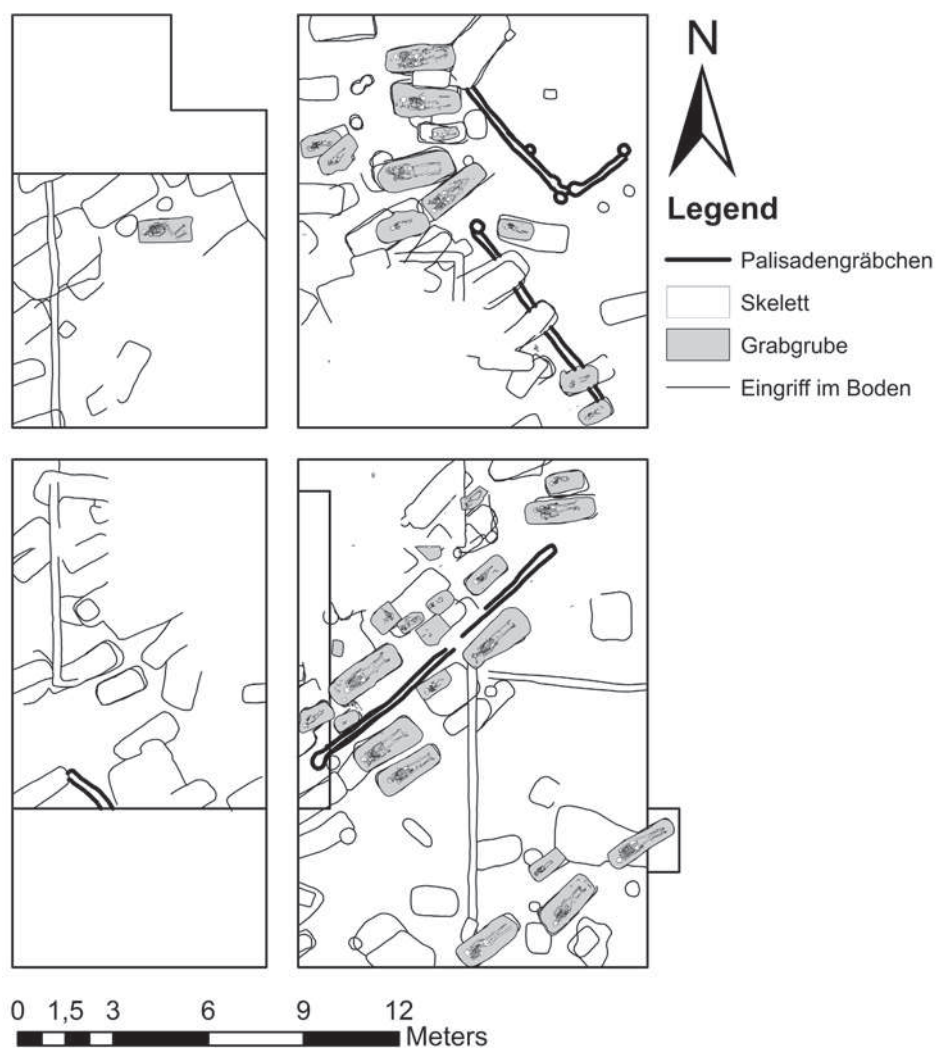 N
Legend
Palisadengräbchen
Skelett
Grabgrube
Eingriff im Boden
0 1,5 3 6 9 12
Meters